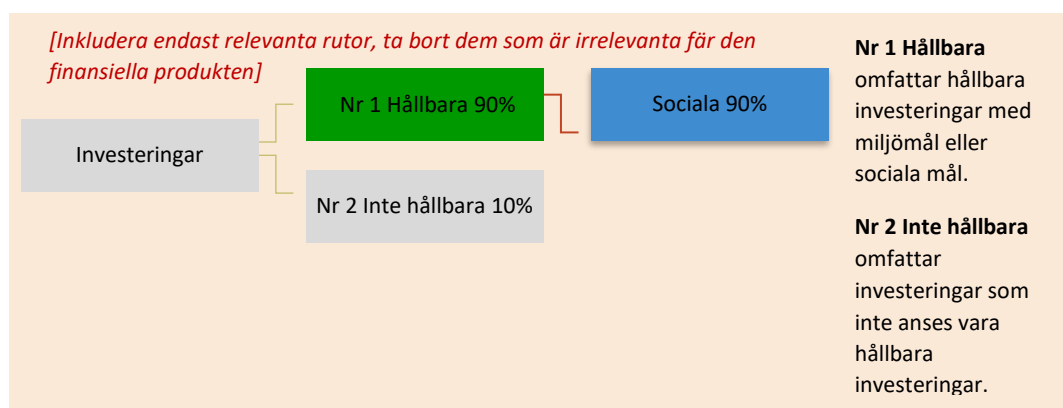 [Inkludera endast relevanta rutor, ta bort dem som är irrelevanta fär den
finansiella produkten]
Investeringar
Nr 1 Hållbara 90%
Sociala 90%
Nr 2 Inte hållbara 10%
Nr 1 Hållbara
omfattar hållbara
investeringar med
miljömål eller
sociala mål.
Nr 2 Inte hållbara
omfattar
investeringar som
inte anses vara
hållbara
investeringar.